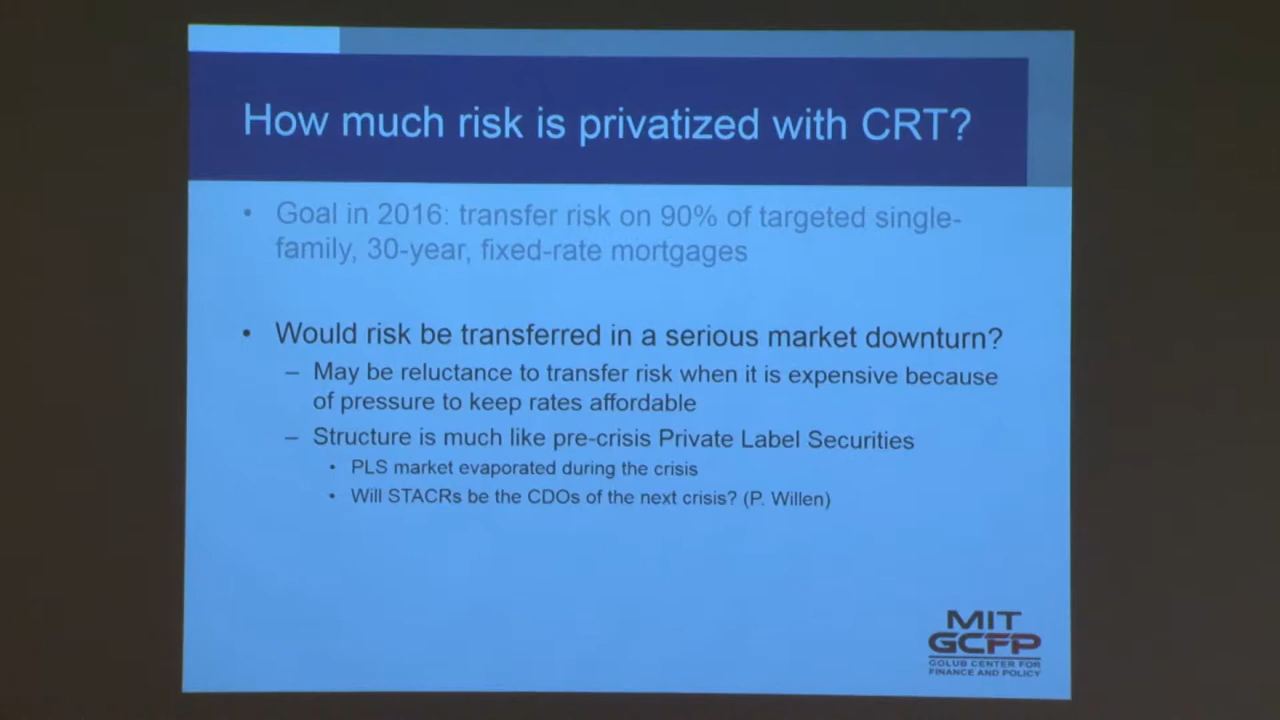 How much risk is privatized with CRT?
• Goal in 2016: transfer risk on 90% of targeted single-
family, 30-year, fixed-rate mortgages
• Would risk be transferred in a serious market downturn?
– May be reluctance to transfer risk when it is expensive because
of pressure to keep rates affordable
– Structure is much like pre-crisis Private Label Securities
• PLS market evaporated during the crisis
• Will STACRs be the CDOs of the next crisis? (P. Willen)
MIT
GCFP
GOLUB CENTER FOR
FINANCE AND POLICY